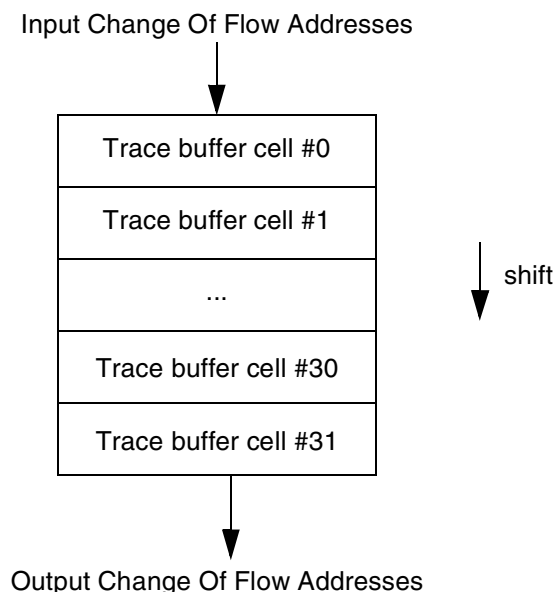 Input Change Of Flow Addresses
Trace buffer cell #0
Trace buffer cell #1
...
shift
Trace buffer cell #30
Trace buffer cell #31
Output Change Of Flow Addresses